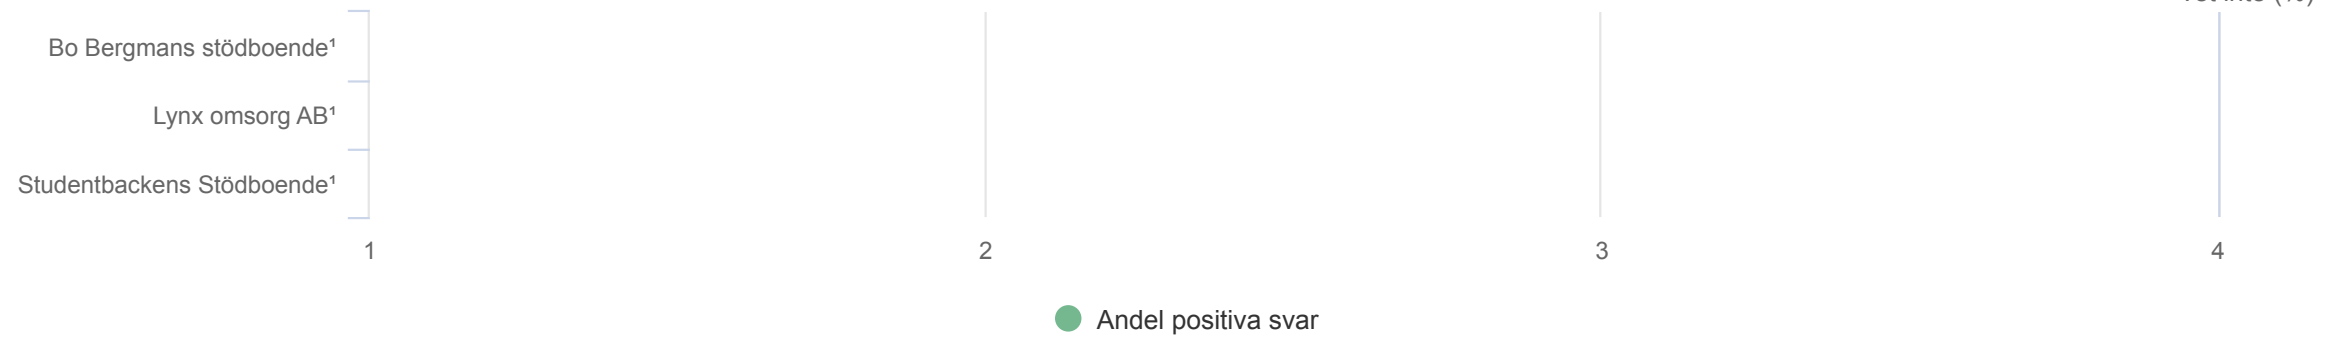 Bo Bergmans stödboende¹
Lynx omsorg AB¹
Studentbackens Stödboende¹
1 2 3 4
Andel positiva svar